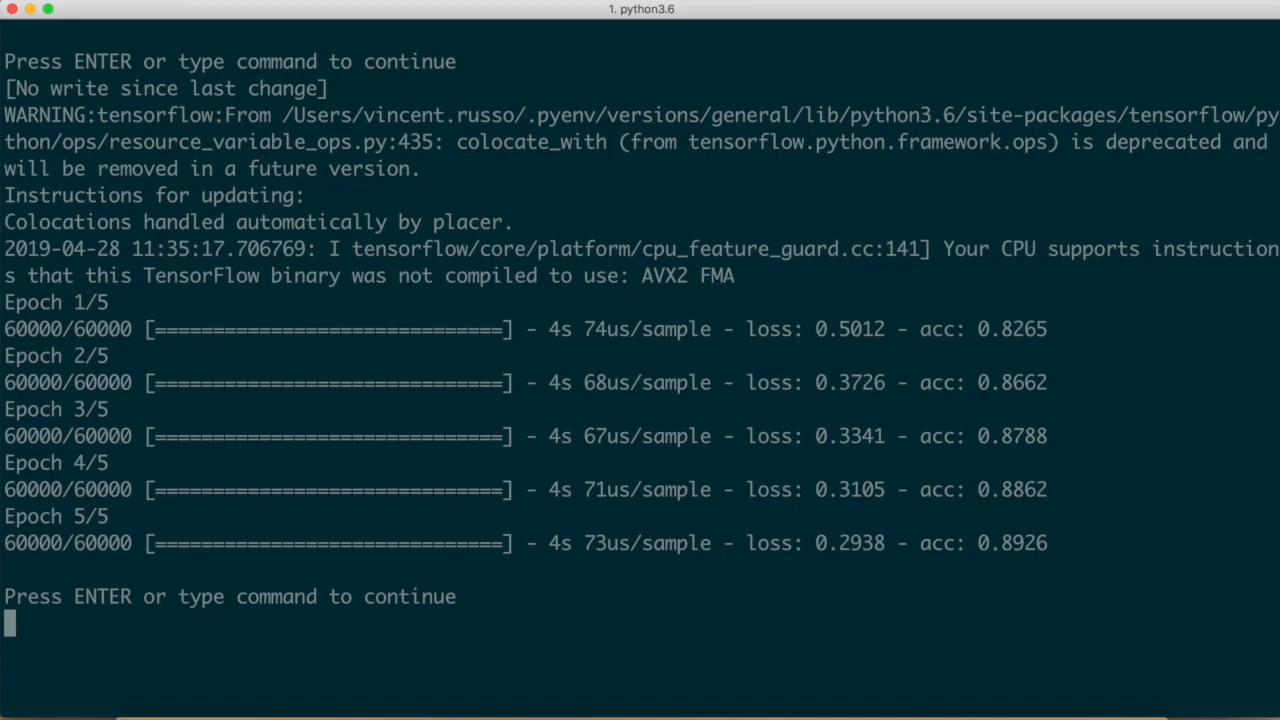 1. python3.6
Press ENTER or type command to continue
[No write since last change]
WARNING:tensorflow:From /Users/vincent.russo/.pyenv/versions/general/lib/python3.6/site-packages/tensorflow/py
thon/ops/resource_variable_ops.py:435: colocate_with (from tensorflow.python.framework.ops) is deprecated and
will be removed in a future version.
Instructions for updating:
Colocations handled automatically by placer.
2019-04-28 11:35:17.706769: I tensorflow/core/platform/cpu_feature_guard.cc:141] Your CPU supports instruction
s that this TensorFlow binary was not compiled to use: AVX2 FMA
Epoch 1/5
60000/60000 [==============================] - 4s 74us/sample - loss: 0.5012 - acc: 0.8265
Epoch 2/5
60000/60000 [==============================] - 4s 68us/sample - loss: 0.3726 - acc: 0.8662
Epoch 3/5
60000/60000 [==============================] - 4s 67us/sample - loss: 0.3341 - acc: 0.8788
Epoch 4/5
60000/60000 [==============================] - 4s 71us/sample - loss: 0.3105 - acc: 0.8862
Epoch 5/5
60000/60000 [==============================] - 4s 73us/sample - loss: 0.2938 - acc: 0.8926
Press ENTER or type command to continue